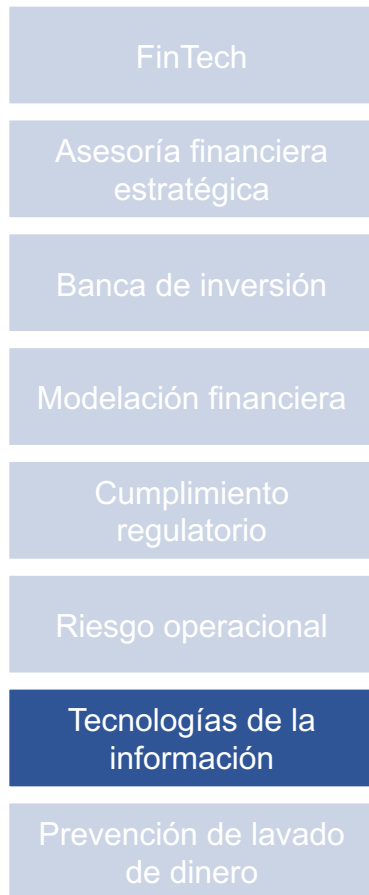 FinTech
Asesoría financiera
estratégica
Banca de inversión
Modelación financiera
Cumplimiento
regulatorio
Riesgo operacional
Tecnologías de la
información
Prevención de lavado
de dinero